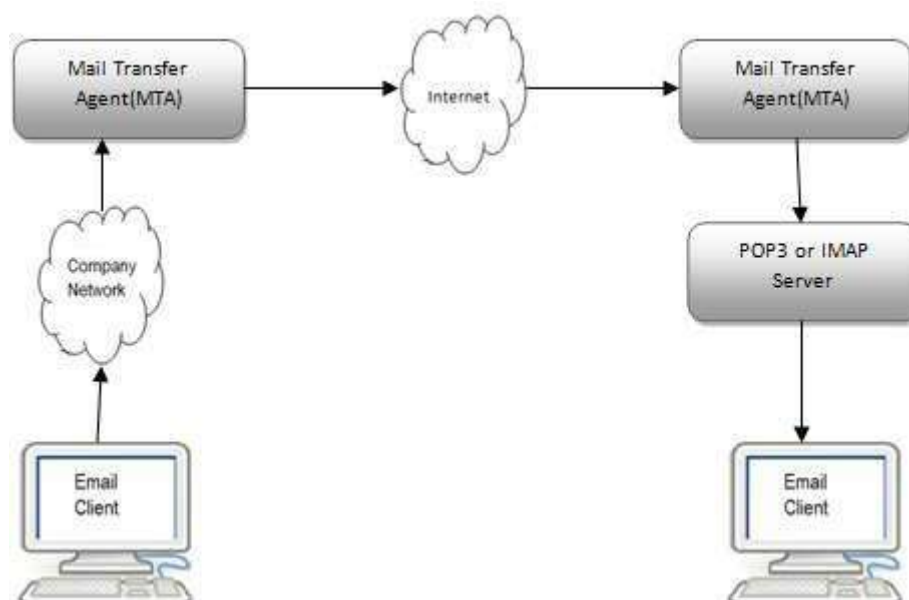 Mail Transfer
Agent(MTA)
Internet
Mail Transfer
Agent(MTA)
Company
Network
POP3 or IMAP
Server
Email
Client
Email
Client